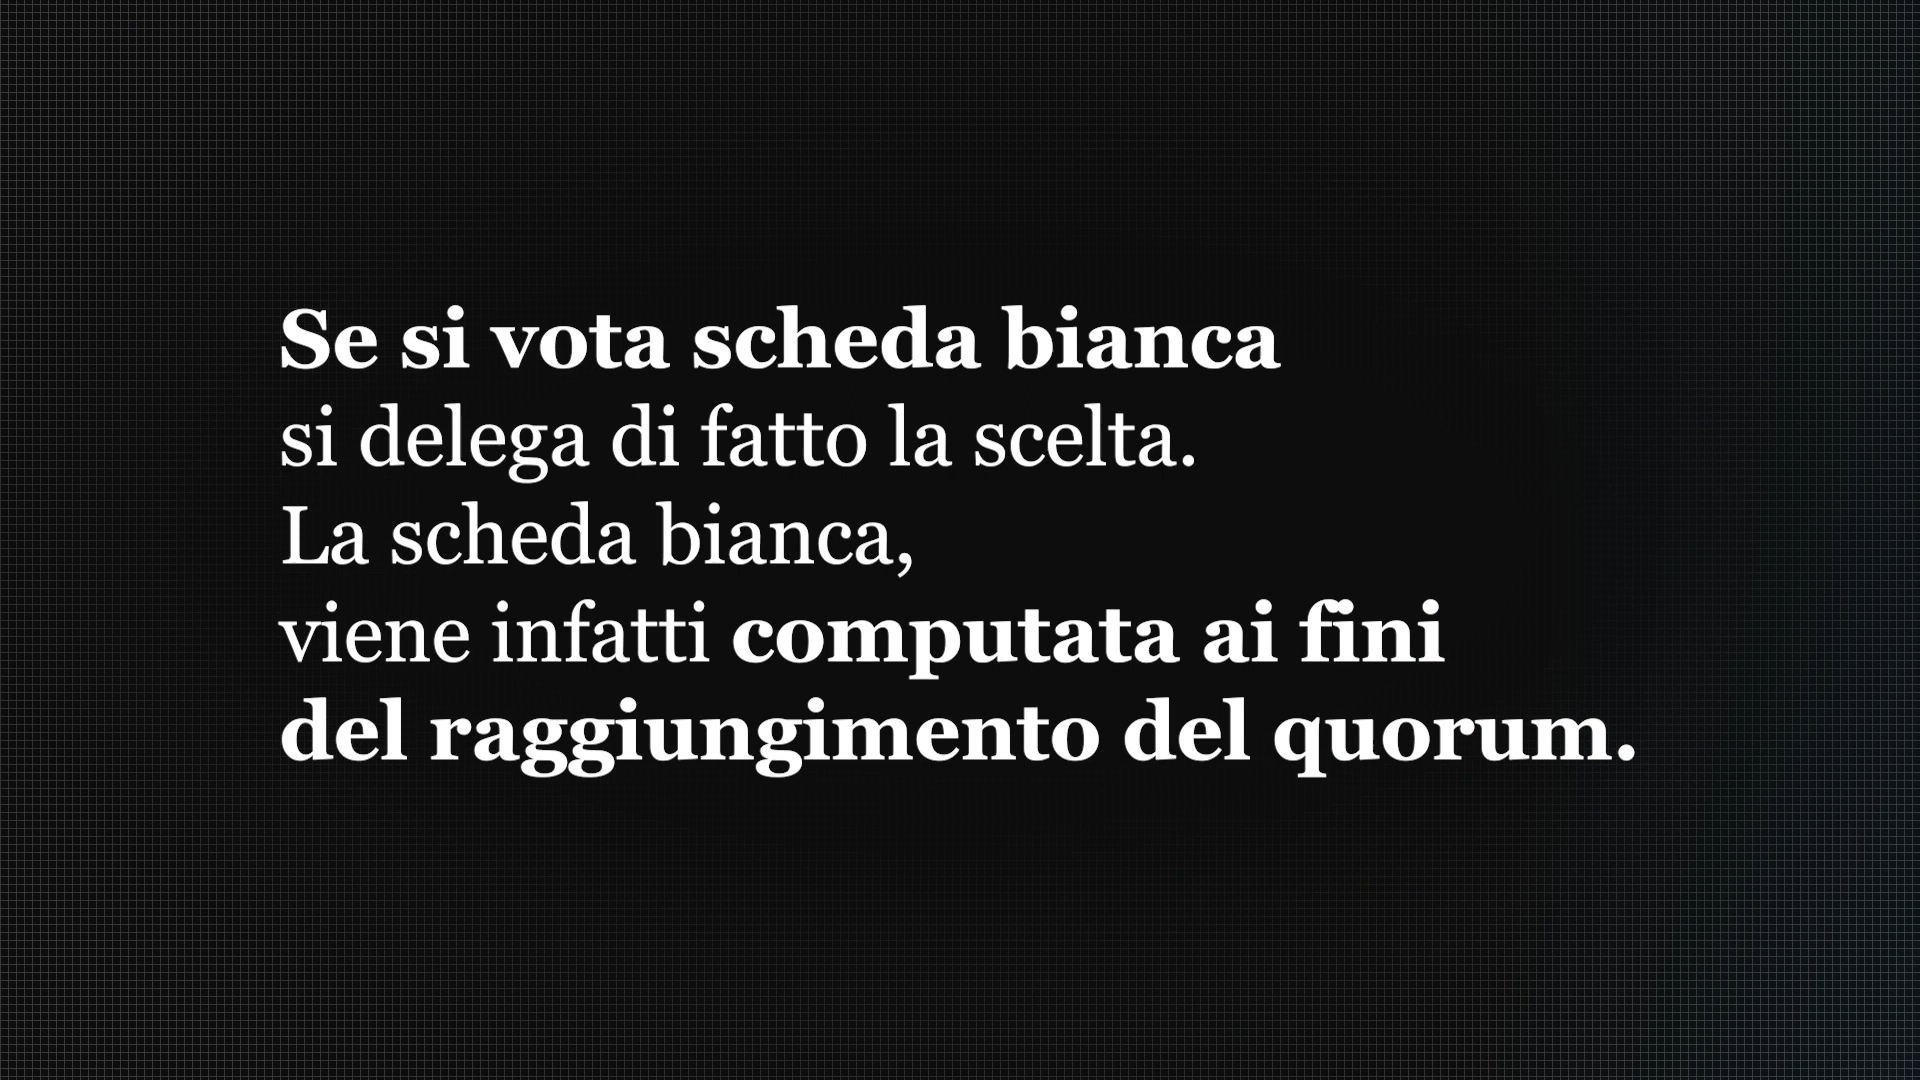 Se si vota scheda bianca
si delega di fatto la scelta.
La scheda bianca,
viene infatti computata ai fini
del raggiungimento del quorum.